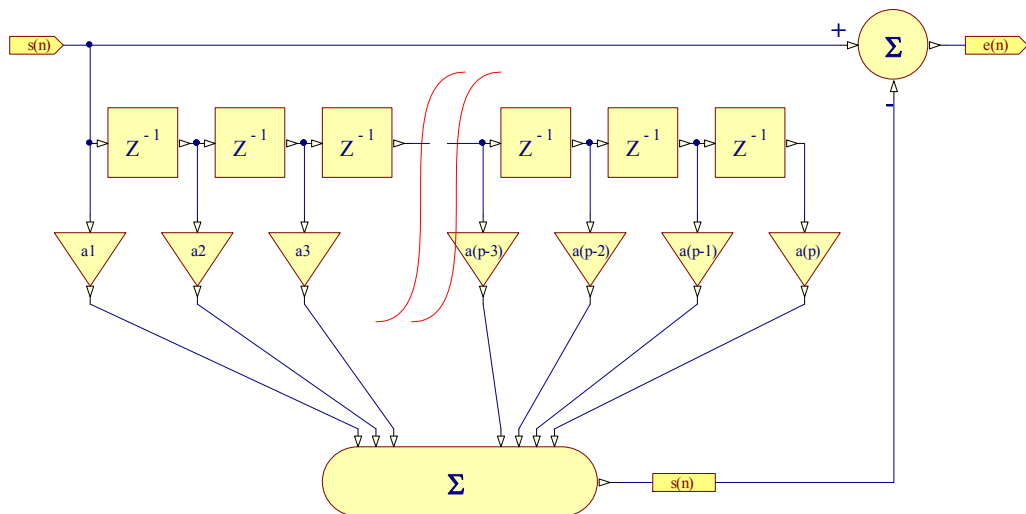 +
s(n) Σ e(n)
-
Z⁻¹ Z⁻¹ Z⁻¹ Z⁻¹ Z⁻¹ Z⁻¹
a1 a2 a3 a(p-3) a(p-2) a(p-1) a(p)
Σ s(n)